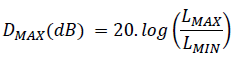 D_MAX(dB) = 20.log(L_MAX/L_MIN)